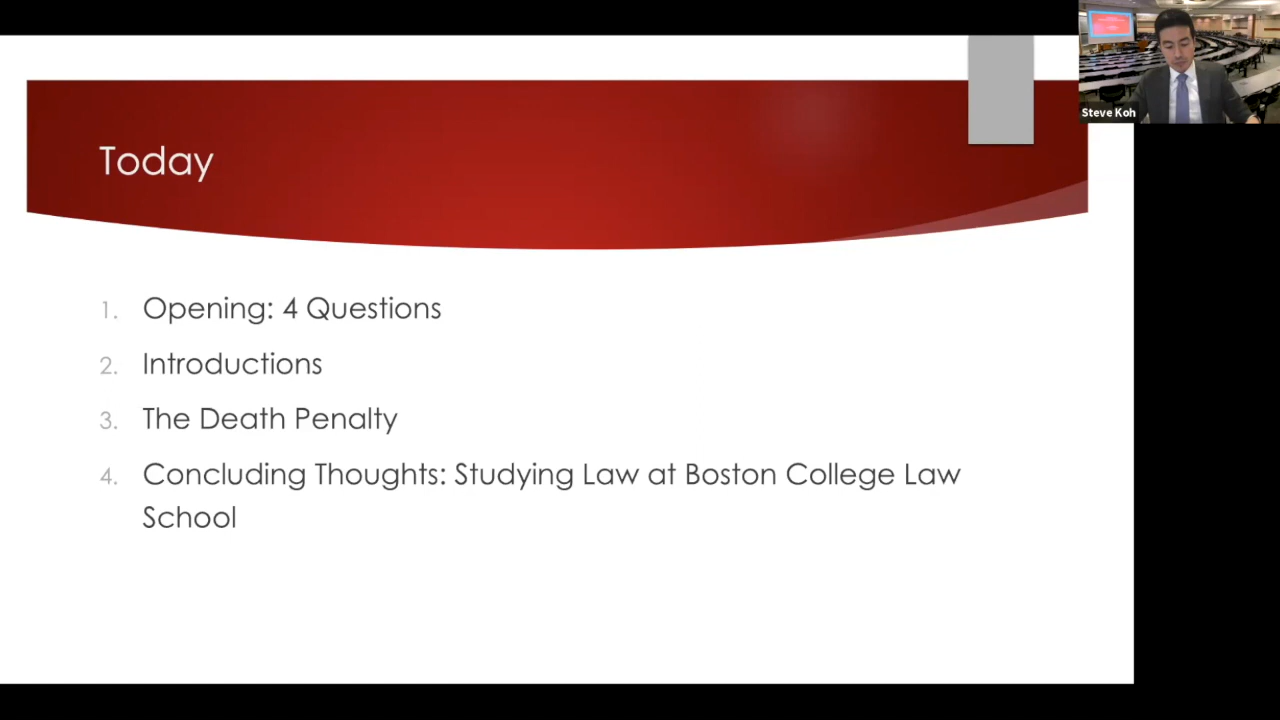 Steve Koh
Today
1. Opening: 4 Questions
2. Introductions
3. The Death Penalty
4. Concluding Thoughts: Studying Law at Boston College Law
School